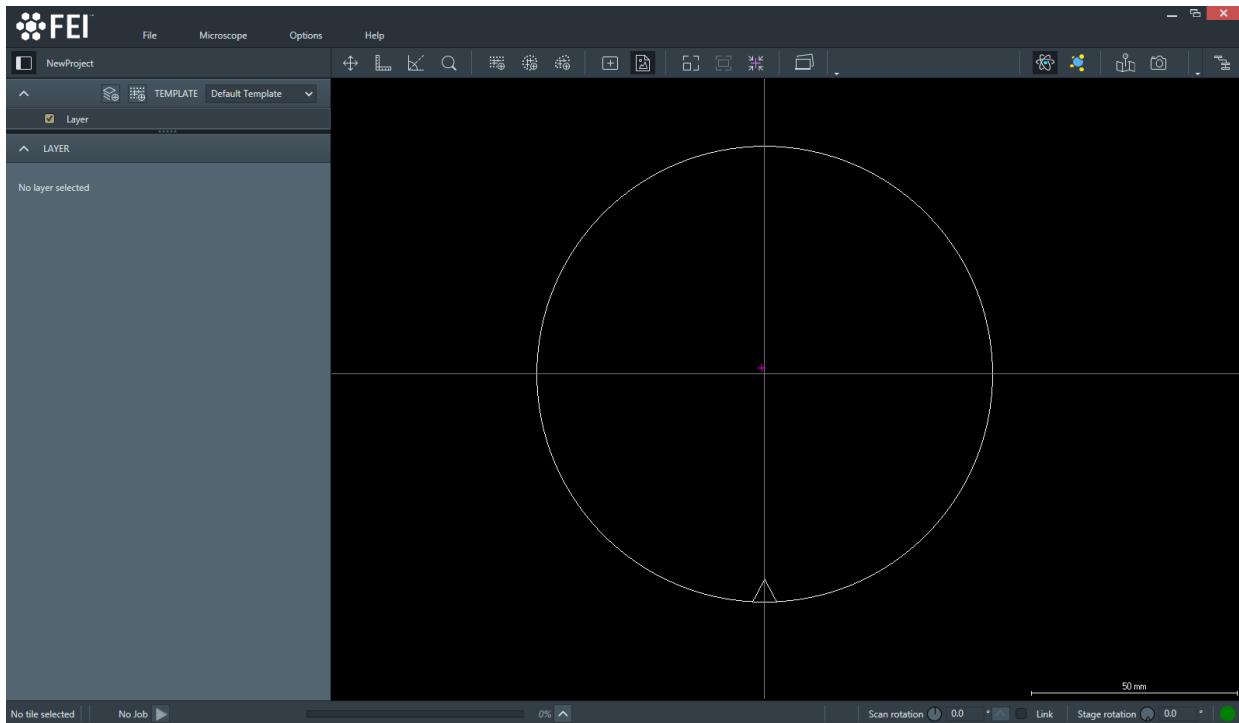 FEI
File Microscope Options Help
NewProject
TEMPLATE Default Template
Layer
LAYER
No layer selected
50 mm
No tile selected No Job 0% Scan rotation 0.0 ° Link Stage rotation 0.0 °